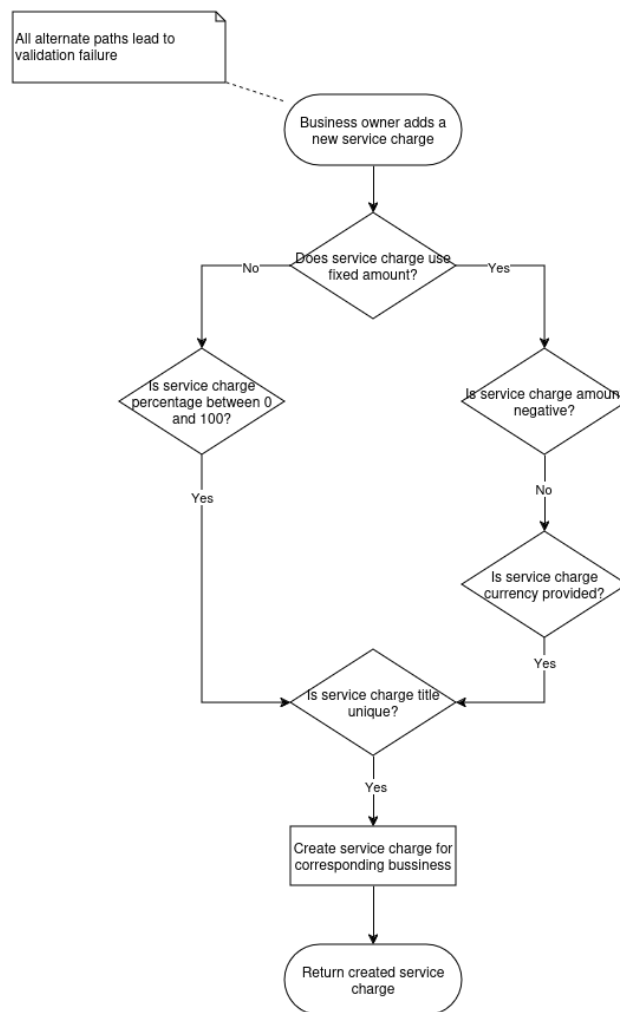 All alternate paths lead to
validation failure
Business owner adds a
new service charge
Does service charge use
fixed amount?
No
Yes
Is service charge
percentage between 0
and 100?
Is service charge amoun
negative?
Yes
No
Is service charge
currency provided?
Yes
Is service charge title
unique?
Yes
Create service charge for
corresponding bussiness
Return created service
charge